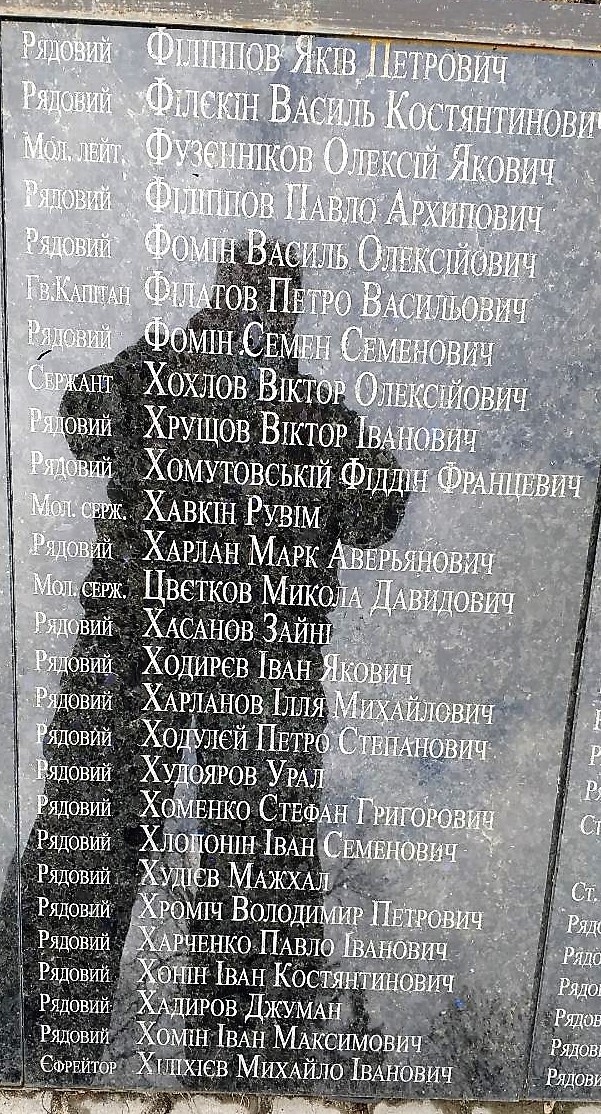 Рядовий Філіппов Яків Петрович
Рядовий Філєкін Василь Костянтинович
Мол. лейт. Фузєнніков Олексій Якович
Рядовий Філіппов Павло Архипович
Рядовий Фомін Василь Олексійович
Гв.Капітан Філатов Петро Васильович
Рядовий Фомін Семен Семенович
Сержант Хохлов Віктор Олексійович
Рядовий Хрущов Віктор Іванович
Рядовий Хомутовській Фіддін Францевич
Мол. серж. Хавкін Рувім
Рядовий Харлан Марк Аверьянович
Мол. серж. Цвєтков Микола Давидович
Рядовий Хасанов Зайні
Рядовий Ходирєв Іван Якович
Рядовий Харланов Ілля Михайлович
Рядовий Ходулєй Петро Степанович
Рядовий Худояров Урал
Рядовий Хоменко Стефан Григорович
Рядовий Хлопонін Іван Семенович
Рядовий Худієв Мажхал
Рядовий Хроміч Володимир Петрович
Рядовий Харченко Павло Іванович
Рядовий Хонін Іван Костянтинович
Рядовий Хадиров Джуман
Рядовий Хомін Іван Максимович
Єфрейтор Хіліхієв Михайло Іванович